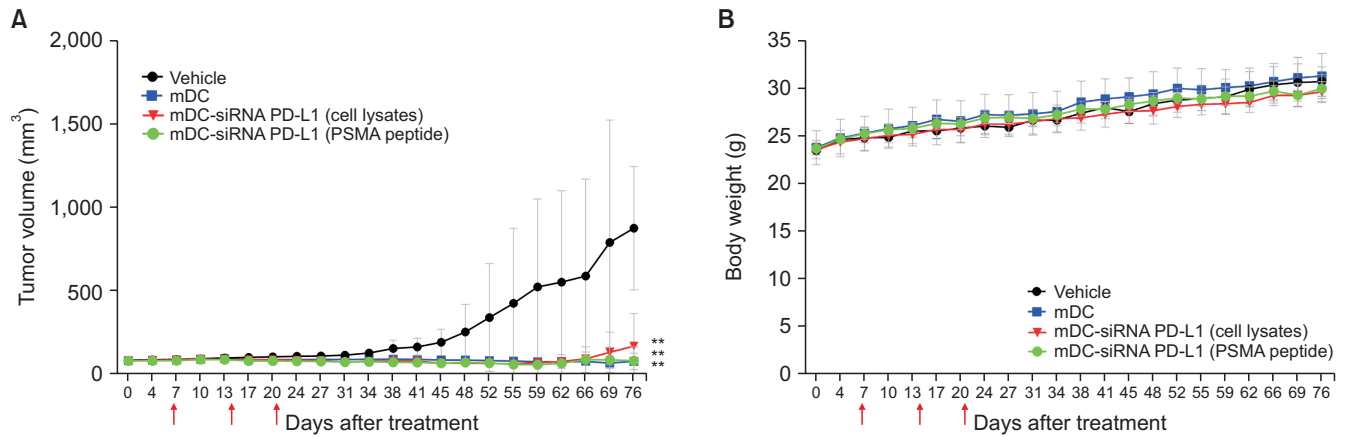 A
Tumor volume (mm³)
2,000
1,500
1,000
500
0
Vehicle
mDC
mDC-siRNA PD-L1 (cell lysates)
mDC-siRNA PD-L1 (PSMA peptide)
**
**
**
0 4 7 10 13 17 20 24 27 31 34 38 41 45 48 52 55 59 62 66 69 76
Days after treatment
B
Body weight (g)
35
30
25
20
15
10
5
0
Vehicle
mDC
mDC-siRNA PD-L1 (cell lysates)
mDC-siRNA PD-L1 (PSMA peptide)
0 4 7 10 13 17 20 24 27 31 34 38 41 45 48 52 55 59 62 66 69 76
Days after treatment